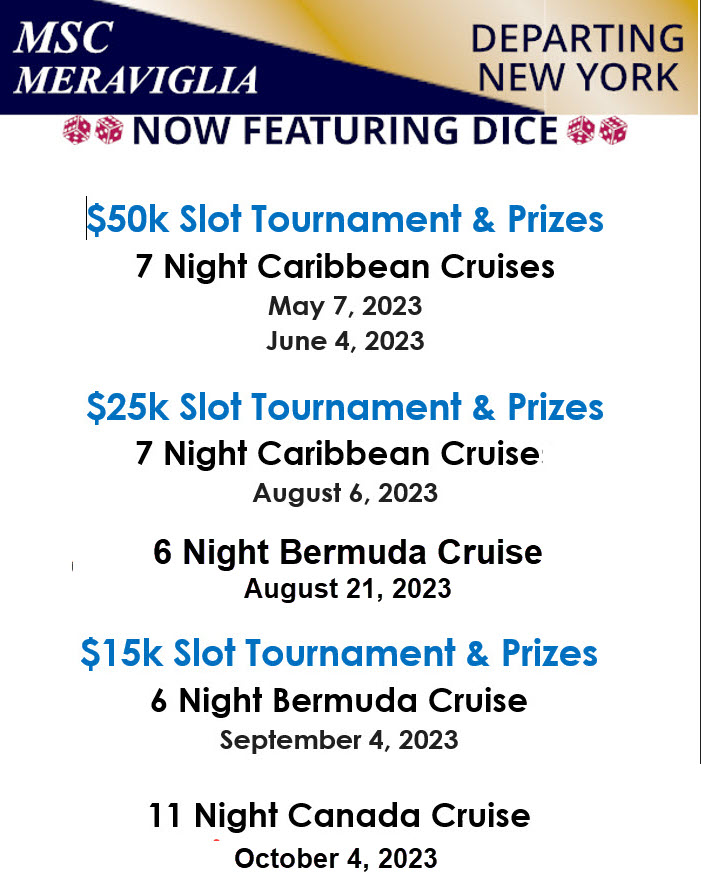 MSC
MERAVIGLIA
DEPARTING
NEW YORK
NOW FEATURING DICE
$50k Slot Tournament & Prizes
7 Night Caribbean Cruises
May 7, 2023
June 4, 2023
$25k Slot Tournament & Prizes
7 Night Caribbean Cruise
August 6, 2023
6 Night Bermuda Cruise
August 21, 2023
$15k Slot Tournament & Prizes
6 Night Bermuda Cruise
September 4, 2023
11 Night Canada Cruise
October 4, 2023